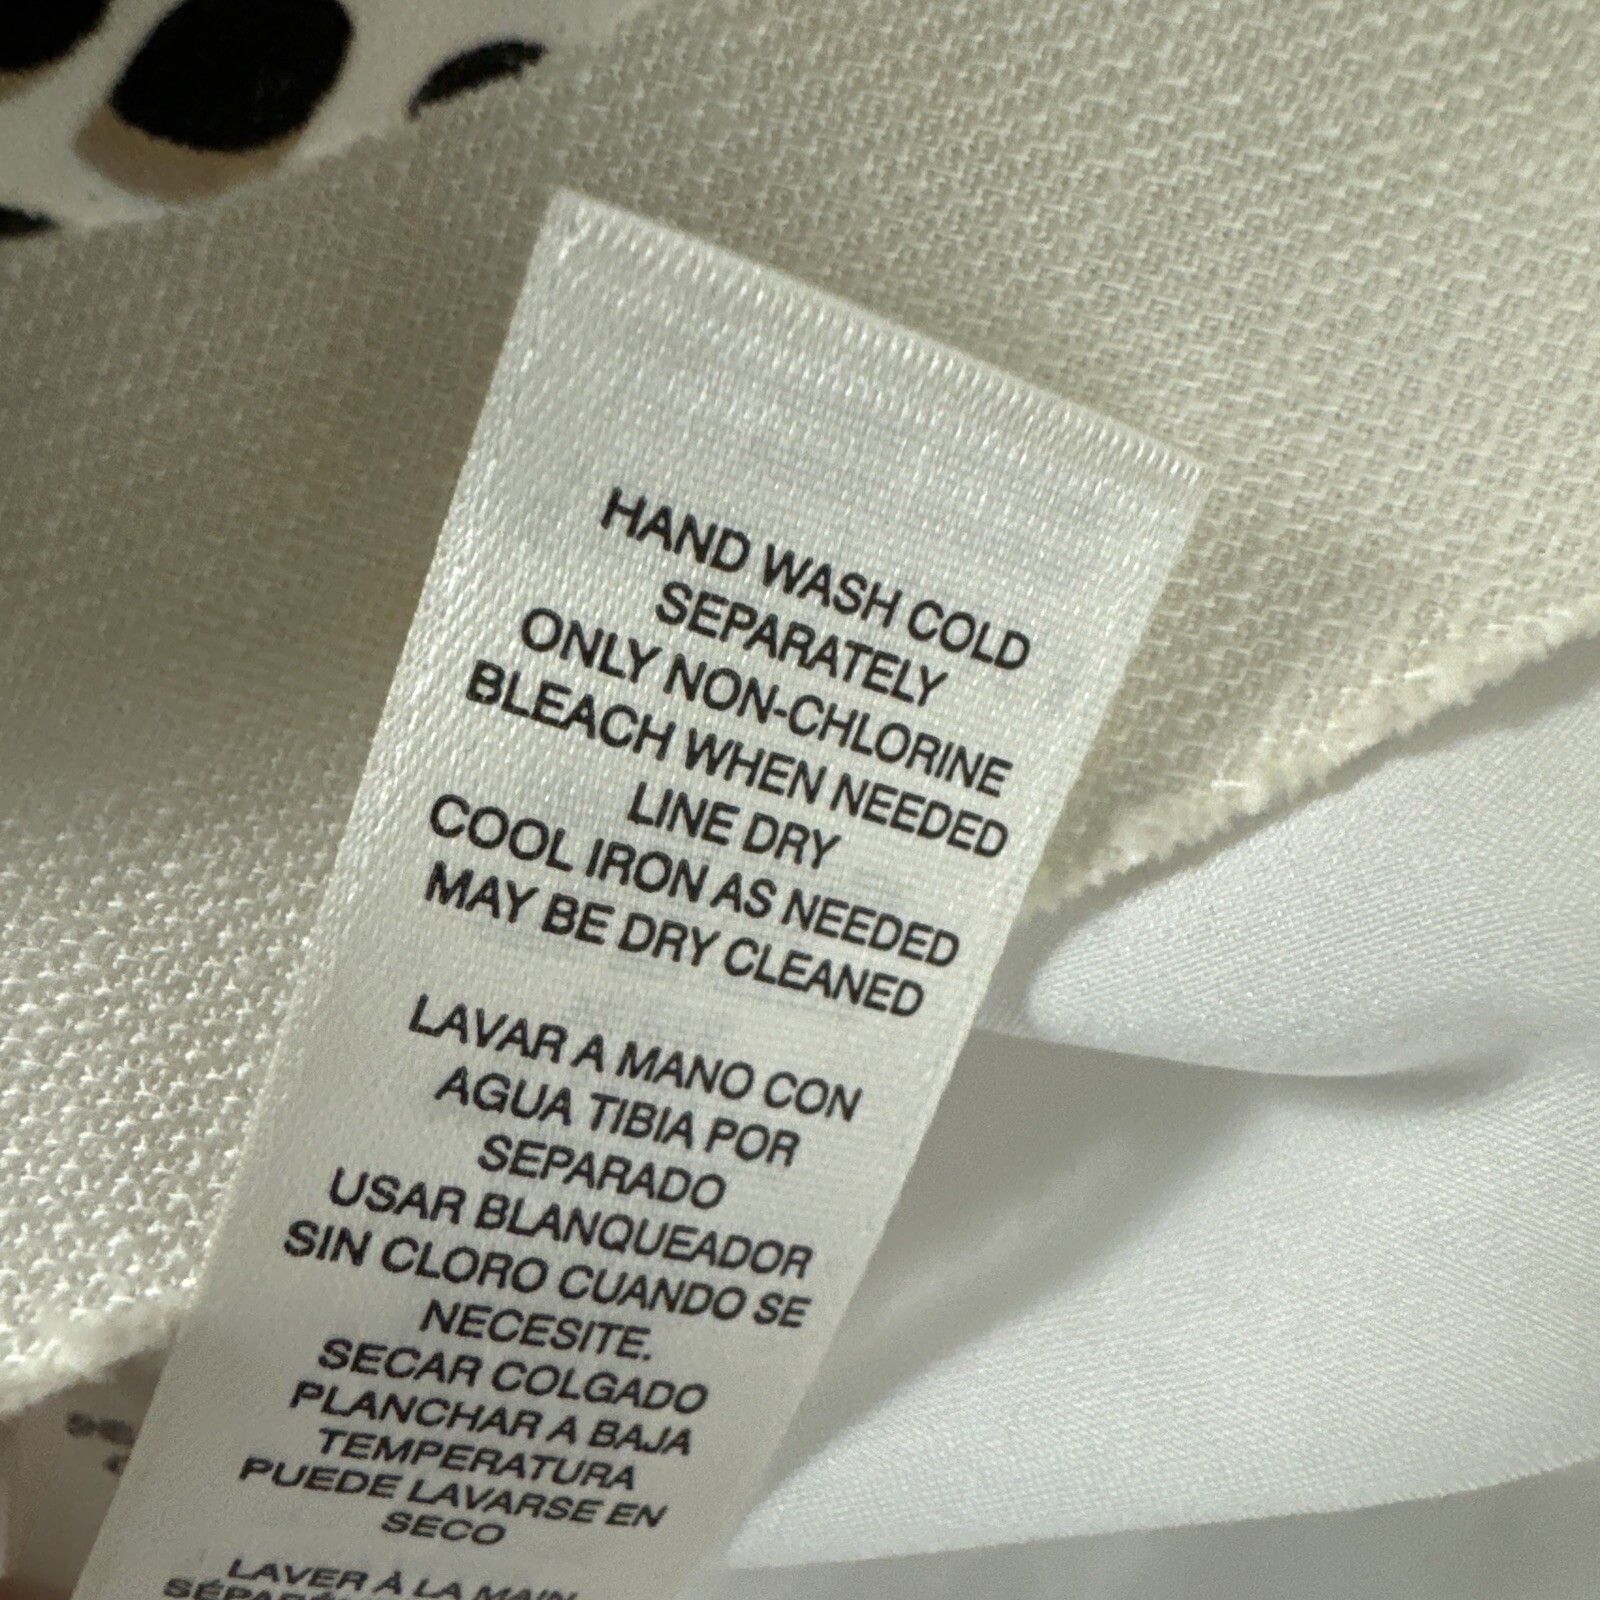 HAND WASH COLD
SEPARATELY
ONLY NON-CHLORINE
BLEACH WHEN NEEDED
LINE DRY
COOL IRON AS NEEDED
MAY BE DRY CLEANED
LAVAR A MANO CON
AGUA TIBIA POR
SEPARADO
USAR BLANQUEADOR
SIN CLORO CUANDO SE
NECESITE.
SECAR COLGADO
PLANCHAR A BAJA
TEMPERATURA
PUEDE LAVARSE EN
SECO
LAVER À LA MAIN